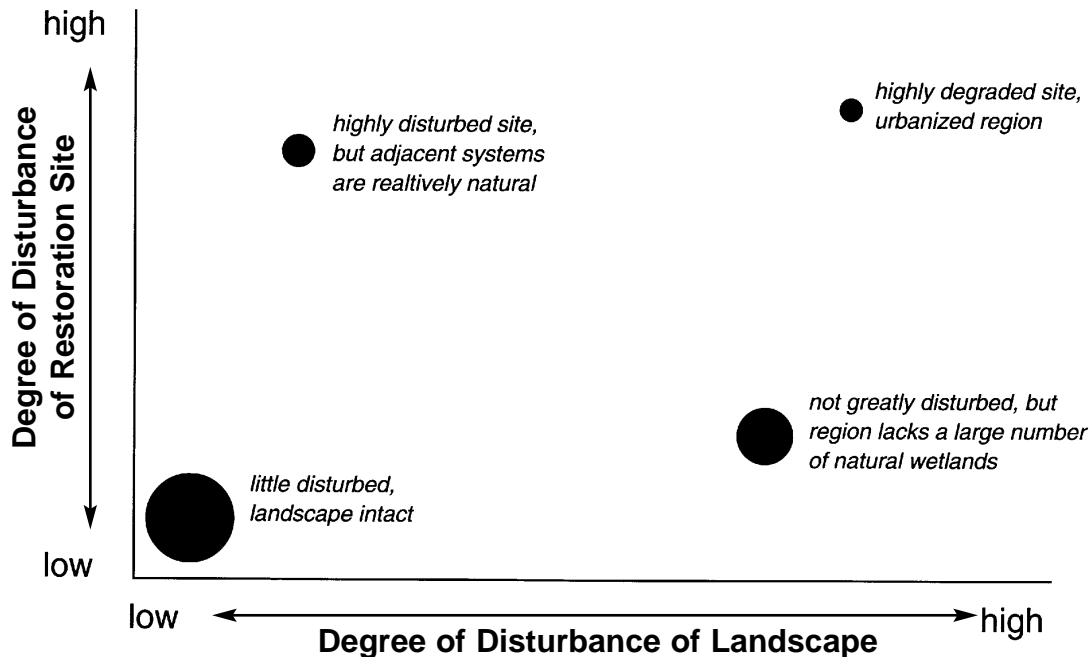 high
Degree of Disturbance
of Restoration Site
low
highly disturbed site,
but adjacent systems
are realtively natural
highly degraded site,
urbanized region
not greatly disturbed, but
region lacks a large number
of natural wetlands
little disturbed,
landscape intact
low
high
Degree of Disturbance of Landscape